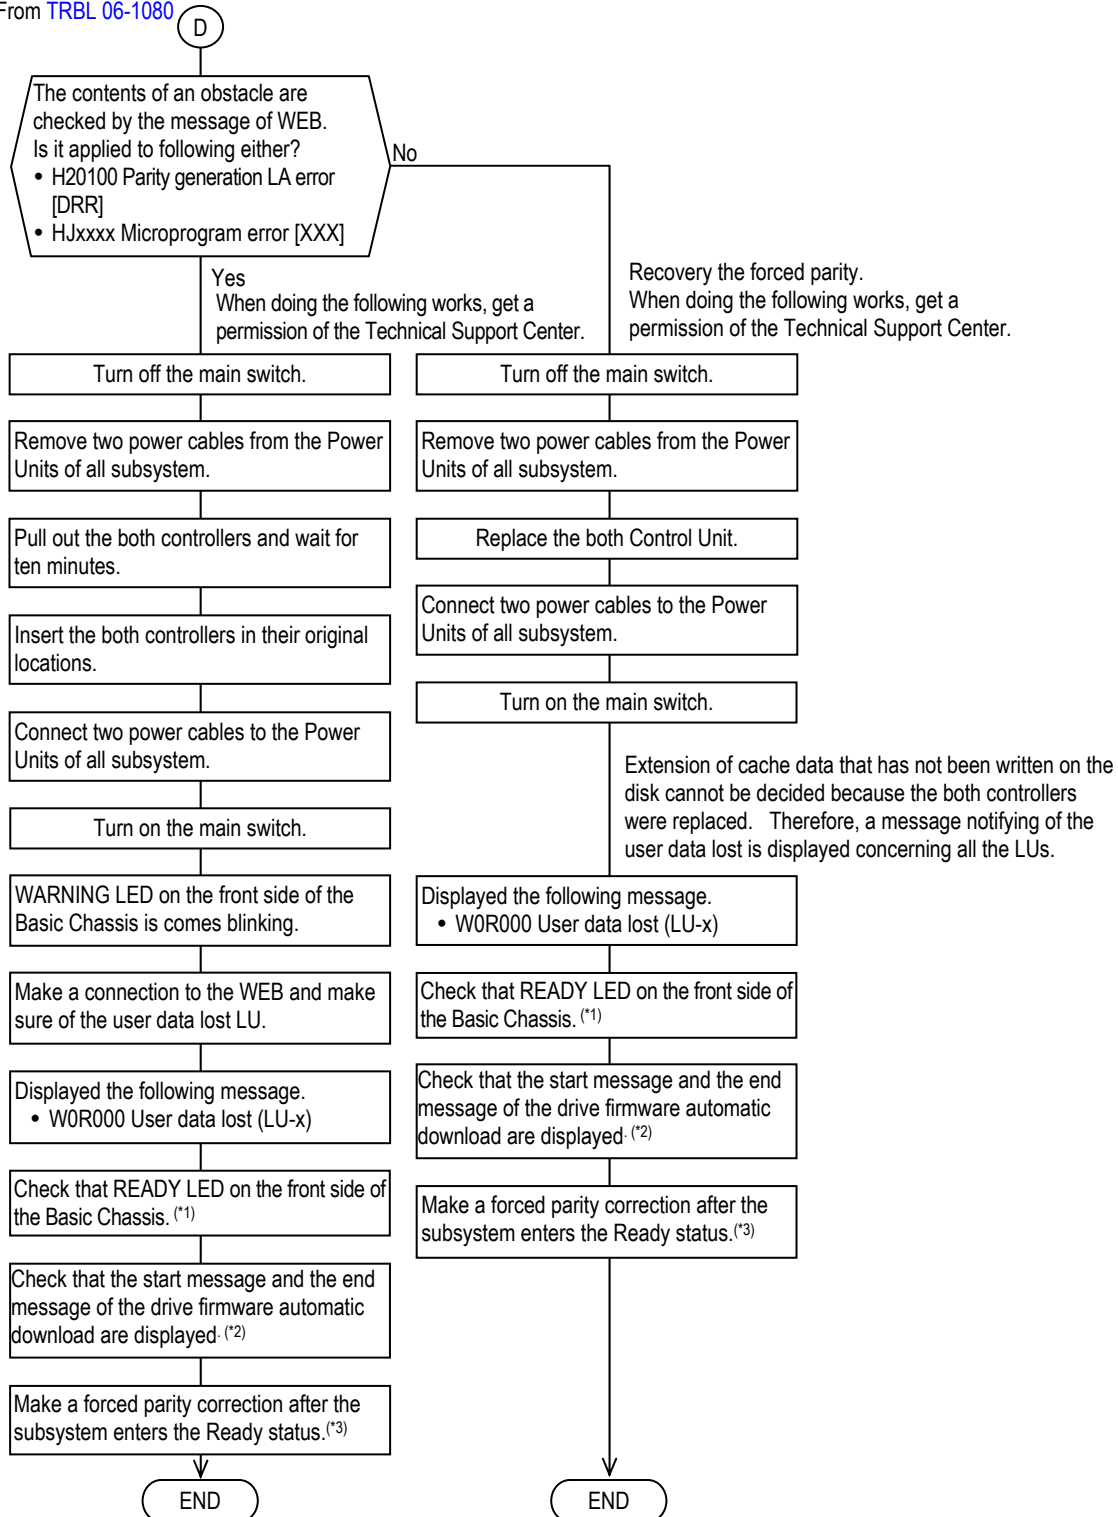 From TRBL 06-1080
D
The contents of an obstacle are
checked by the message of WEB.
Is it applied to following either?
• H20100 Parity generation LA error
[DRR]
• HJxxxx Microprogram error [XXX]
No
Yes
When doing the following works, get a
permission of the Technical Support Center.
Turn off the main switch.
Remove two power cables from the Power
Units of all subsystem.
Pull out the both controllers and wait for
ten minutes.
Insert the both controllers in their original
locations.
Connect two power cables to the Power
Units of all subsystem.
Turn on the main switch.
WARNING LED on the front side of the
Basic Chassis is comes blinking.
Make a connection to the WEB and make
sure of the user data lost LU.
Displayed the following message.
• W0R000 User data lost (LU-x)
Check that READY LED on the front side of
the Basic Chassis. (*1)
Check that the start message and the end
message of the drive firmware automatic
download are displayed. (*2)
Make a forced parity correction after the
subsystem enters the Ready status.(*3)
END
Recovery the forced parity.
When doing the following works, get a
permission of the Technical Support Center.
Turn off the main switch.
Remove two power cables from the Power
Units of all subsystem.
Replace the both Control Unit.
Connect two power cables to the Power
Units of all subsystem.
Turn on the main switch.
Extension of cache data that has not been written on the
disk cannot be decided because the both controllers
were replaced. Therefore, a message notifying of the
user data lost is displayed concerning all the LUs.
Displayed the following message.
• W0R000 User data lost (LU-x)
Check that READY LED on the front side of
the Basic Chassis. (*1)
Check that the start message and the end
message of the drive firmware automatic
download are displayed. (*2)
Make a forced parity correction after the
subsystem enters the Ready status.(*3)
END